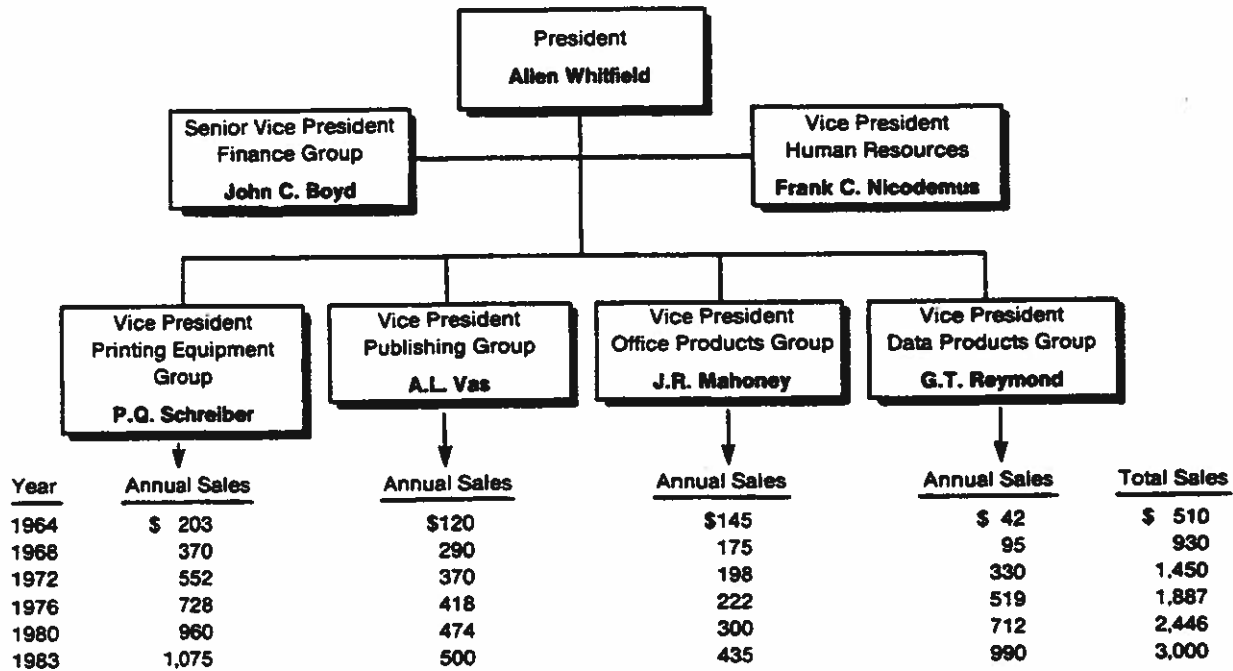 President
Allen Whitfield
Senior Vice President
Finance Group
John C. Boyd
Vice President
Human Resources
Frank C. Nicodemus
Vice President
Printing Equipment
Group
P.Q. Schreiber
Vice President
Publishing Group
A.L. Vas
Vice President
Office Products Group
J.R. Mahoney
Vice President
Data Products Group
G.T. Reymond
Year Annual Sales Annual Sales Annual Sales Annual Sales Total Sales
1964 $ 203 $120 $145 $ 42 $ 510
1968 370 290 175 95 930
1972 552 370 198 330 1,450
1976 728 418 222 519 1,887
1980 960 474 300 712 2,446
1983 1,075 500 435 990 3,000